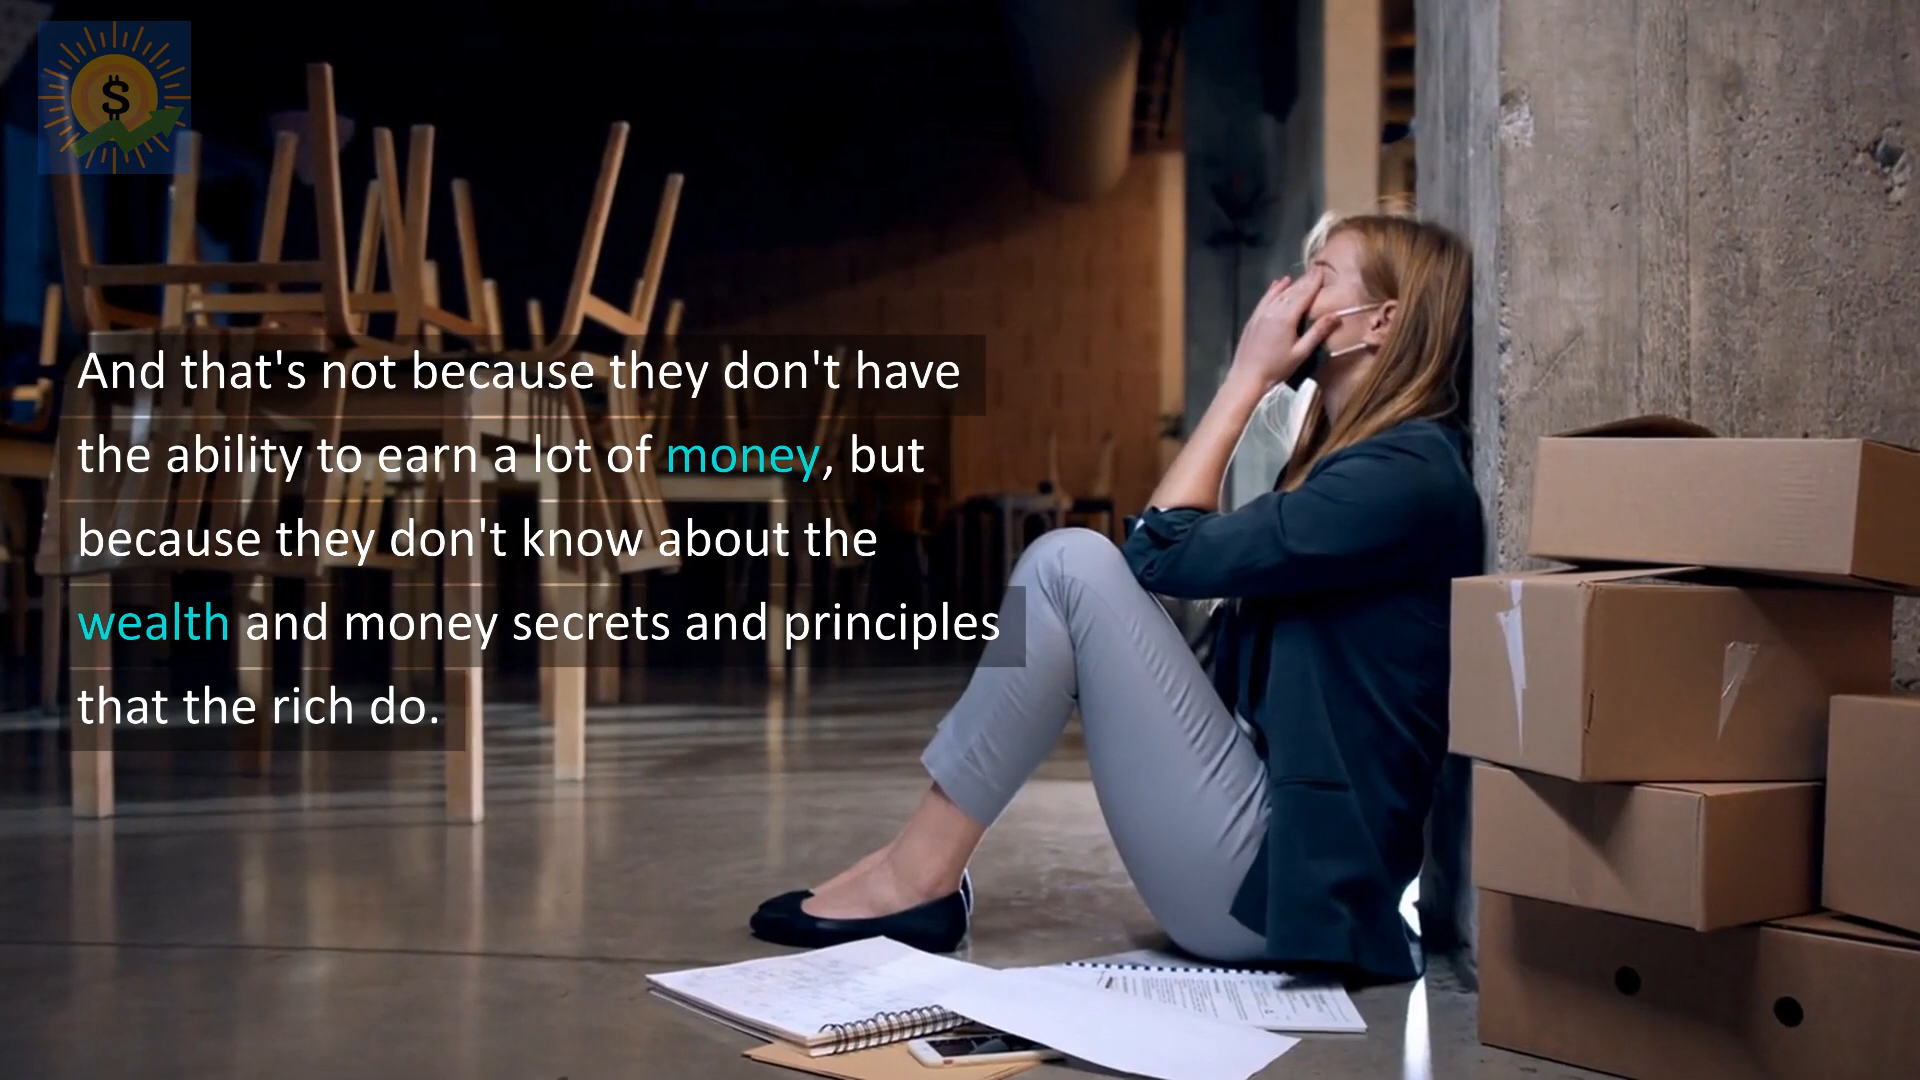 $
And that's not because they don't have
the ability to earn a lot of money, but
because they don't know about the
wealth and money secrets and principles
that the rich do.